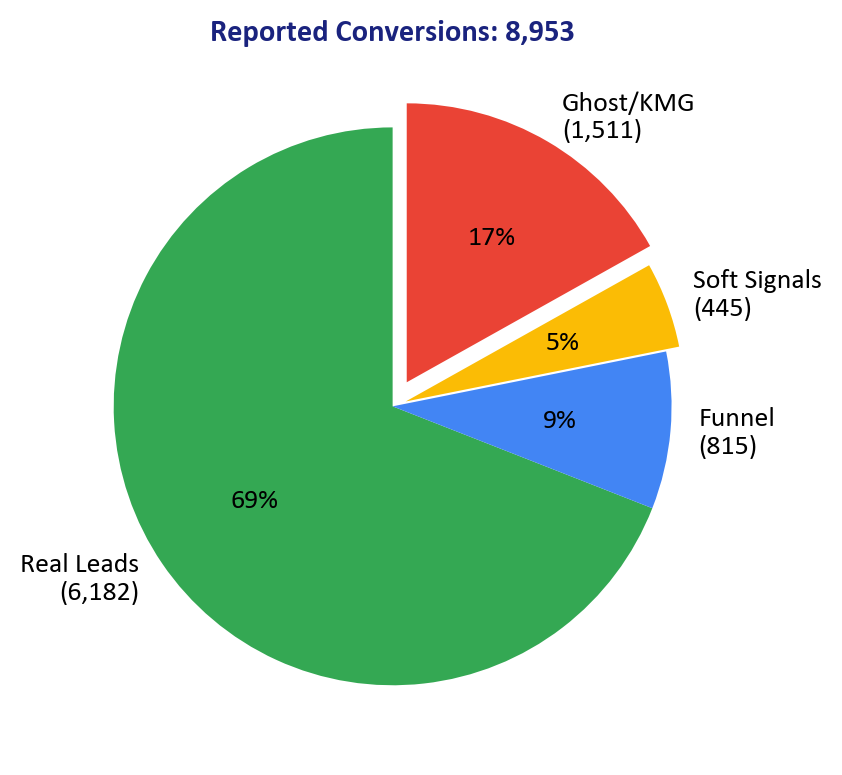 Reported Conversions: 8,953
Ghost/KMG
(1,511)
17%
Soft Signals
(445)
5%
Funnel
(815)
9%
69%
Real Leads
(6,182)